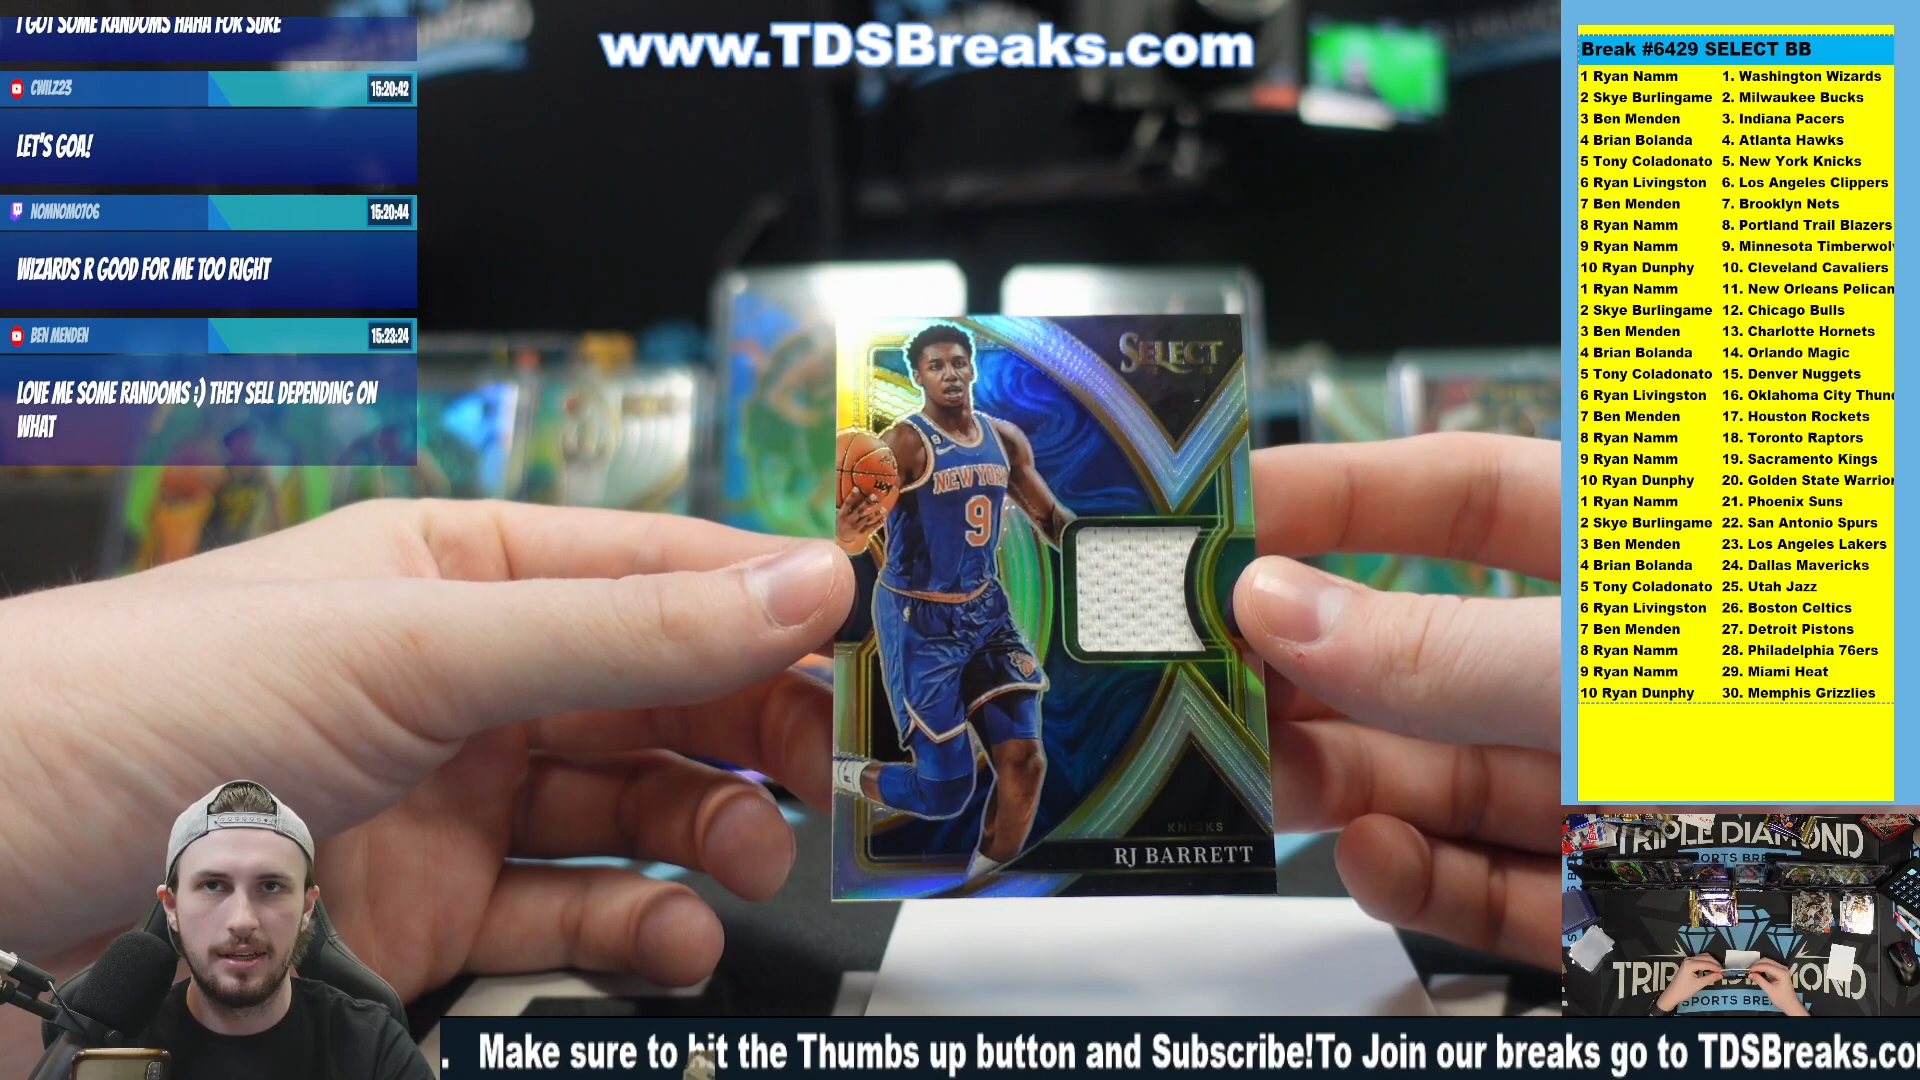 I GOT SOME RANDOMS HAHA FOR SURE
CWILZ23
15:20:42
LET'S GOA!
NOMNOMO706
15:20:44
WIZARDS R GOOD FOR ME TOO RIGHT
BEN MENDEN
15:23:24
LOVE ME SOME RANDOMS :) THEY SELL DEPENDING ON
WHAT
www.TDSBreaks.com
SELECT
NEW YORK
9
KNICKS
RJ BARRETT
Break #6429 SELECT BB
1 Ryan Namm 1. Washington Wizards
2 Skye Burlingame 2. Milwaukee Bucks
3 Ben Menden 3. Indiana Pacers
4 Brian Bolanda 4. Atlanta Hawks
5 Tony Coladonato 5. New York Knicks
6 Ryan Livingston 6. Los Angeles Clippers
7 Ben Menden 7. Brooklyn Nets
8 Ryan Namm 8. Portland Trail Blazers
9 Ryan Namm 9. Minnesota Timberwol
10 Ryan Dunphy 10. Cleveland Cavaliers
1 Ryan Namm 11. New Orleans Pelican
2 Skye Burlingame 12. Chicago Bulls
3 Ben Menden 13. Charlotte Hornets
4 Brian Bolanda 14. Orlando Magic
5 Tony Coladonato 15. Denver Nuggets
6 Ryan Livingston 16. Oklahoma City Thun
7 Ben Menden 17. Houston Rockets
8 Ryan Namm 18. Toronto Raptors
9 Ryan Namm 19. Sacramento Kings
10 Ryan Dunphy 20. Golden State Warrior
1 Ryan Namm 21. Phoenix Suns
2 Skye Burlingame 22. San Antonio Spurs
3 Ben Menden 23. Los Angeles Lakers
4 Brian Bolanda 24. Dallas Mavericks
5 Tony Coladonato 25. Utah Jazz
6 Ryan Livingston 26. Boston Celtics
7 Ben Menden 27. Detroit Pistons
8 Ryan Namm 28. Philadelphia 76ers
9 Ryan Namm 29. Miami Heat
10 Ryan Dunphy 30. Memphis Grizzlies
TRIPLE DIAMOND
SPORTS BRE
TRIPLE DIAMOND
SPORTS BREA
. Make sure to hit the Thumbs up button and Subscribe!To Join our breaks go to TDSBreaks.co